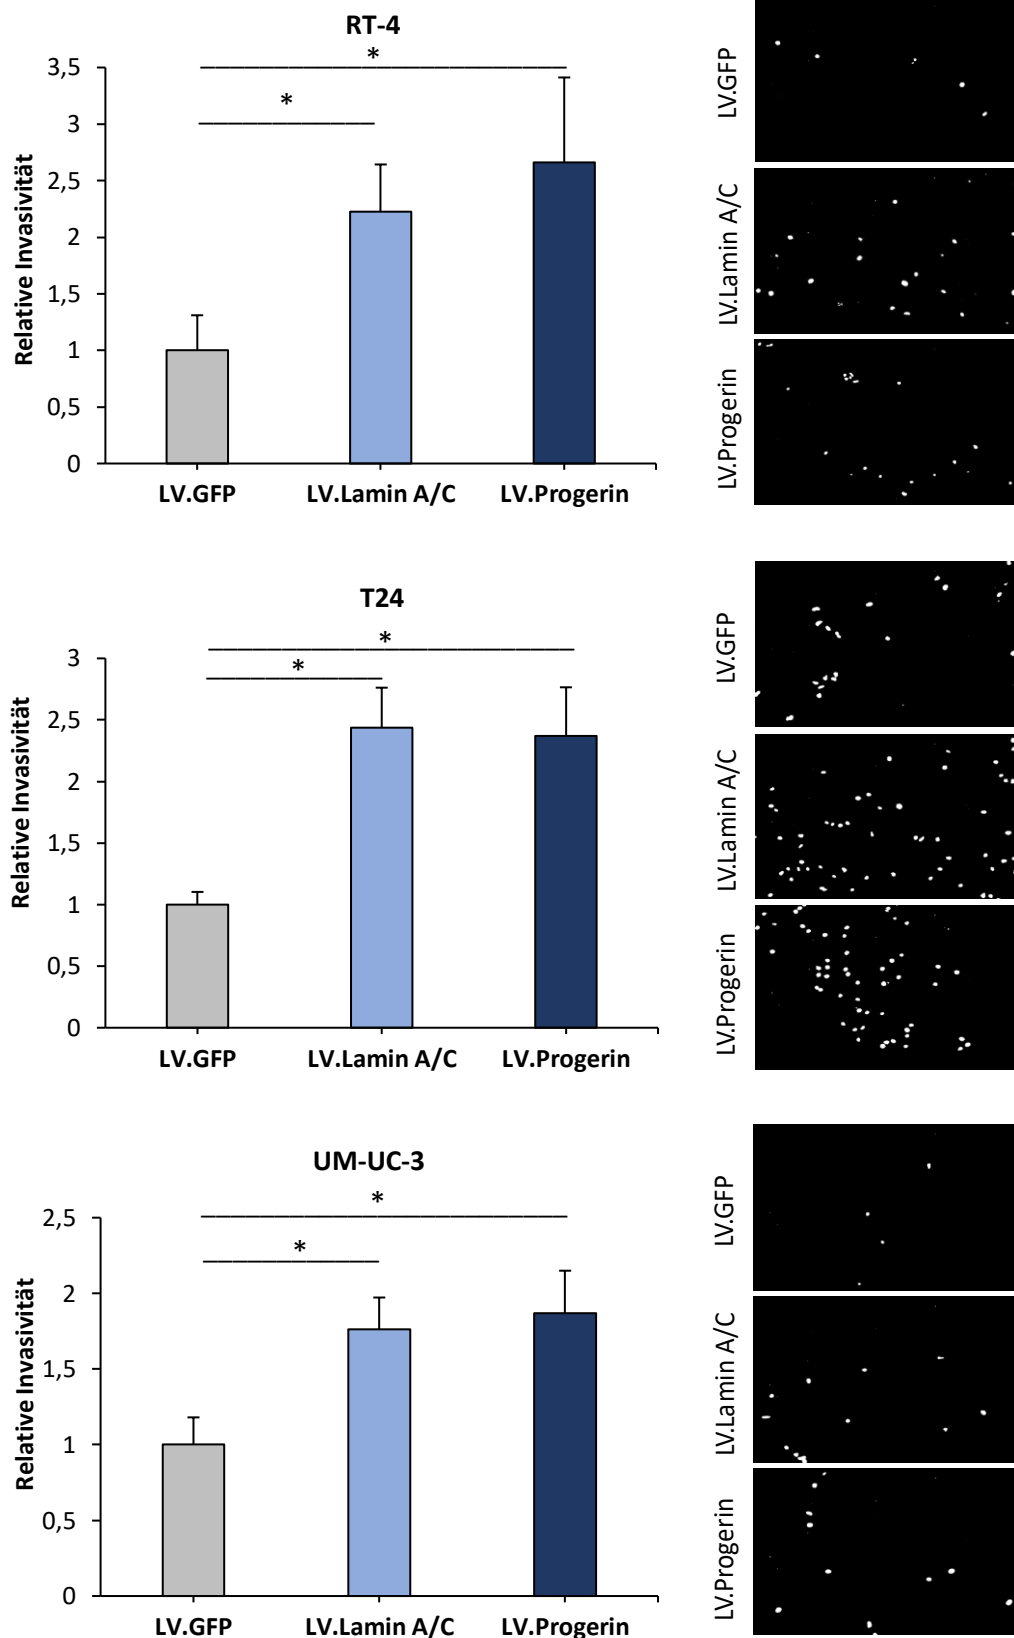 RT-4
*
*
3,5
3
2,5
2
1,5
1
0,5
0
Relative Invasivität
LV.GFP LV.Lamin A/C LV.Progerin
LV.GFP
LV.Lamin A/C
LV.Progerin
T24
*
*
3
2,5
2
1,5
1
0,5
0
Relative Invasivität
LV.GFP LV.Lamin A/C LV.Progerin
LV.GFP
LV.Lamin A/C
LV.Progerin
UM-UC-3
*
*
2,5
2
1,5
1
0,5
0
Relative Invasivität
LV.GFP LV.Lamin A/C LV.Progerin
LV.GFP
LV.Lamin A/C
LV.Progerin